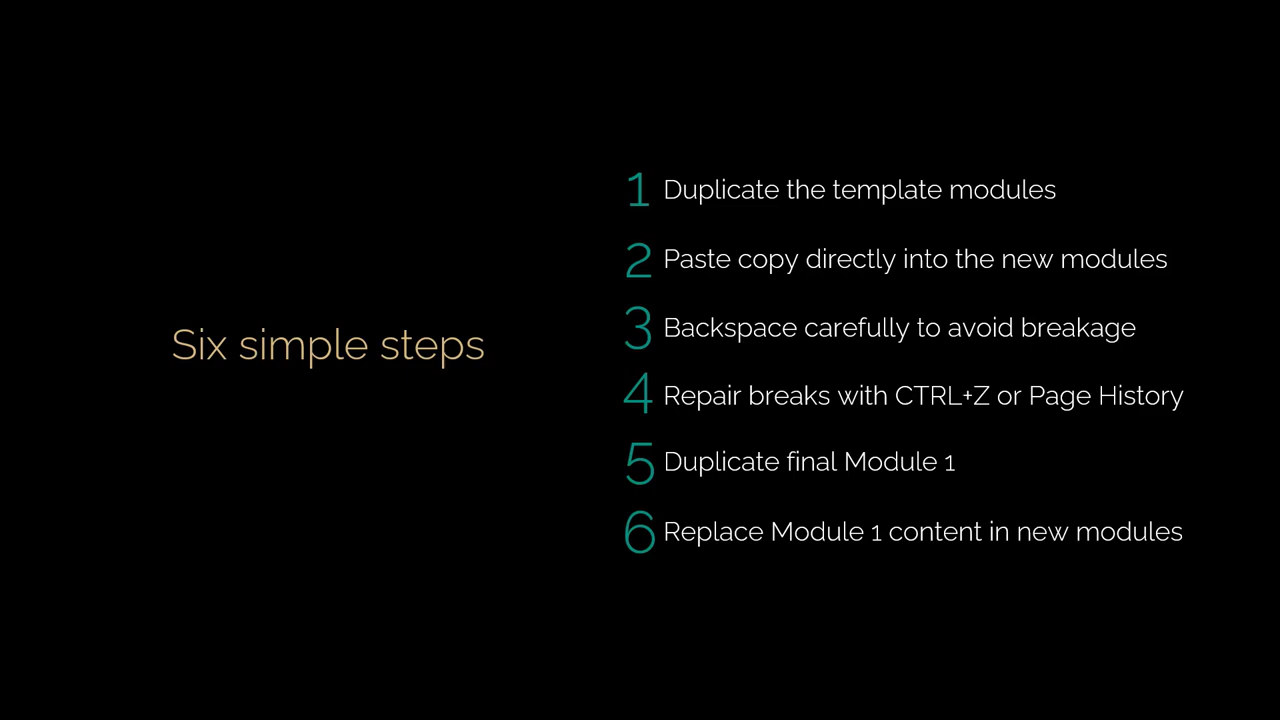 Six simple steps
1 Duplicate the template modules
2 Paste copy directly into the new modules
3 Backspace carefully to avoid breakage
4 Repair breaks with CTRL+Z or Page History
5 Duplicate final Module 1
6 Replace Module 1 content in new modules